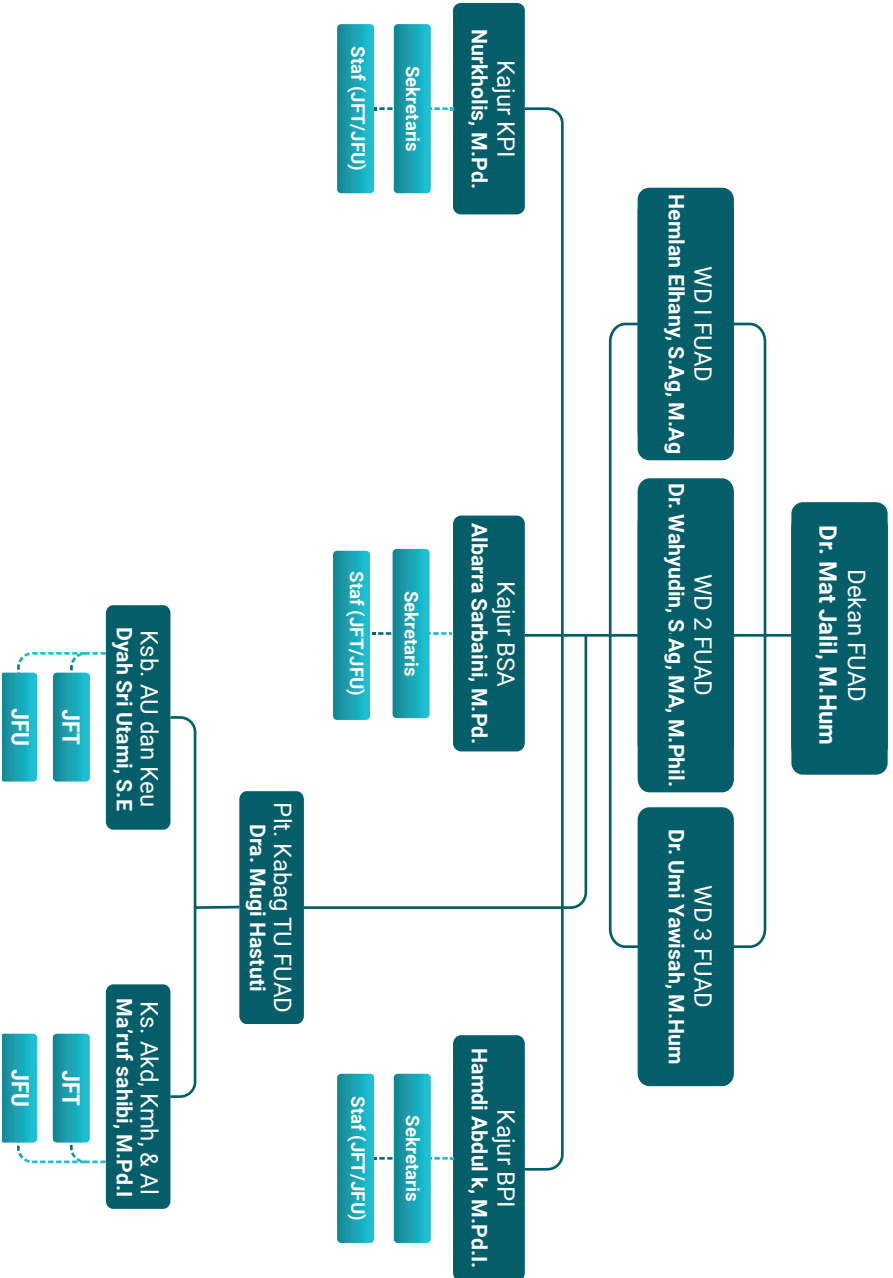 Dekan FUAD
Dr. Mat Jalil, M.Hum
WD I FUAD
Hemlan Elhany, S.Ag, M.Ag
WD 2 FUAD
Dr. Wahyudin, S. Ag, MA, M.Phil.
WD 3 FUAD
Dr. Umi Yawisah, M.Hum
Kajur KPI
Nurkholis, M.Pd.
Sekretaris
Staf (JFT/JFU)
Kajur BSA
Albarra Sarbaini, M.Pd.
Sekretaris
Staf (JFT/JFU)
Kajur BPI
Hamdi Abdul k, M.Pd.I.
Sekretaris
Staf (JFT/JFU)
Plt. Kabag TU FUAD
Dra. Mugi Hastuti
Ksb. AU dan Keu
Dyah Sri Utami, S.E
JFT
JFU
Ks. Akd, Kmh, & Al
Ma'ruf sahibi, M.Pd.I
JFT
JFU